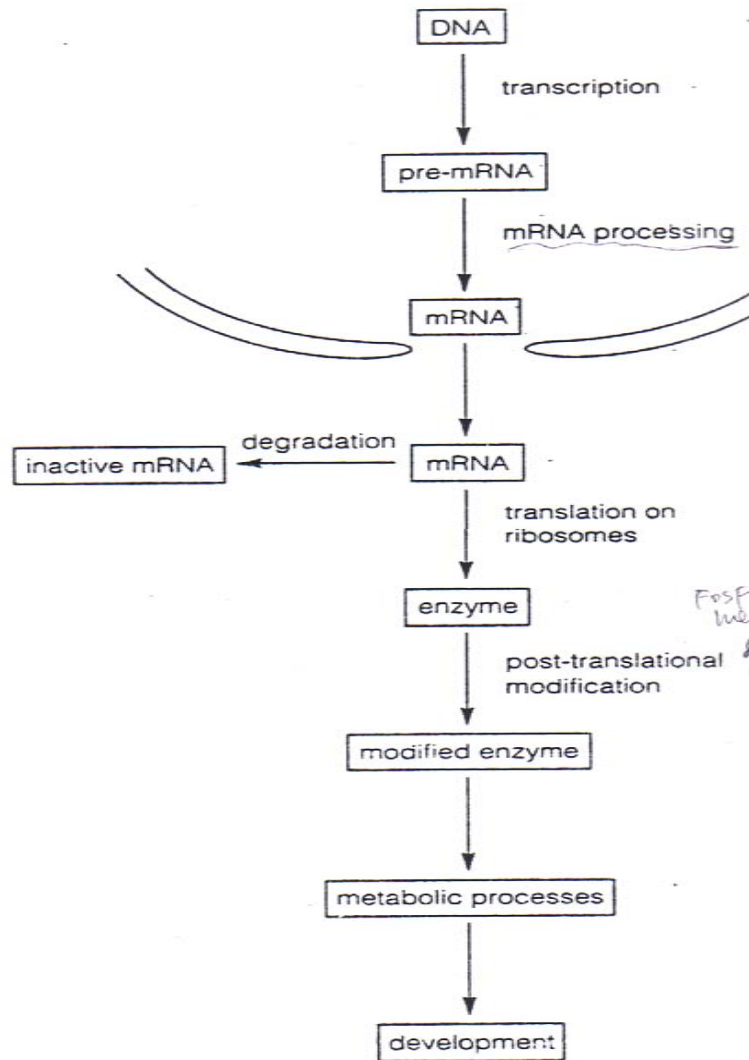 DNA
transcription
pre-mRNA
mRNA processing
mRNA
degradation
inactive mRNA
mRNA
translation on
ribosomes
enzyme
post-translational
modification
modified enzyme
metabolic processes
development